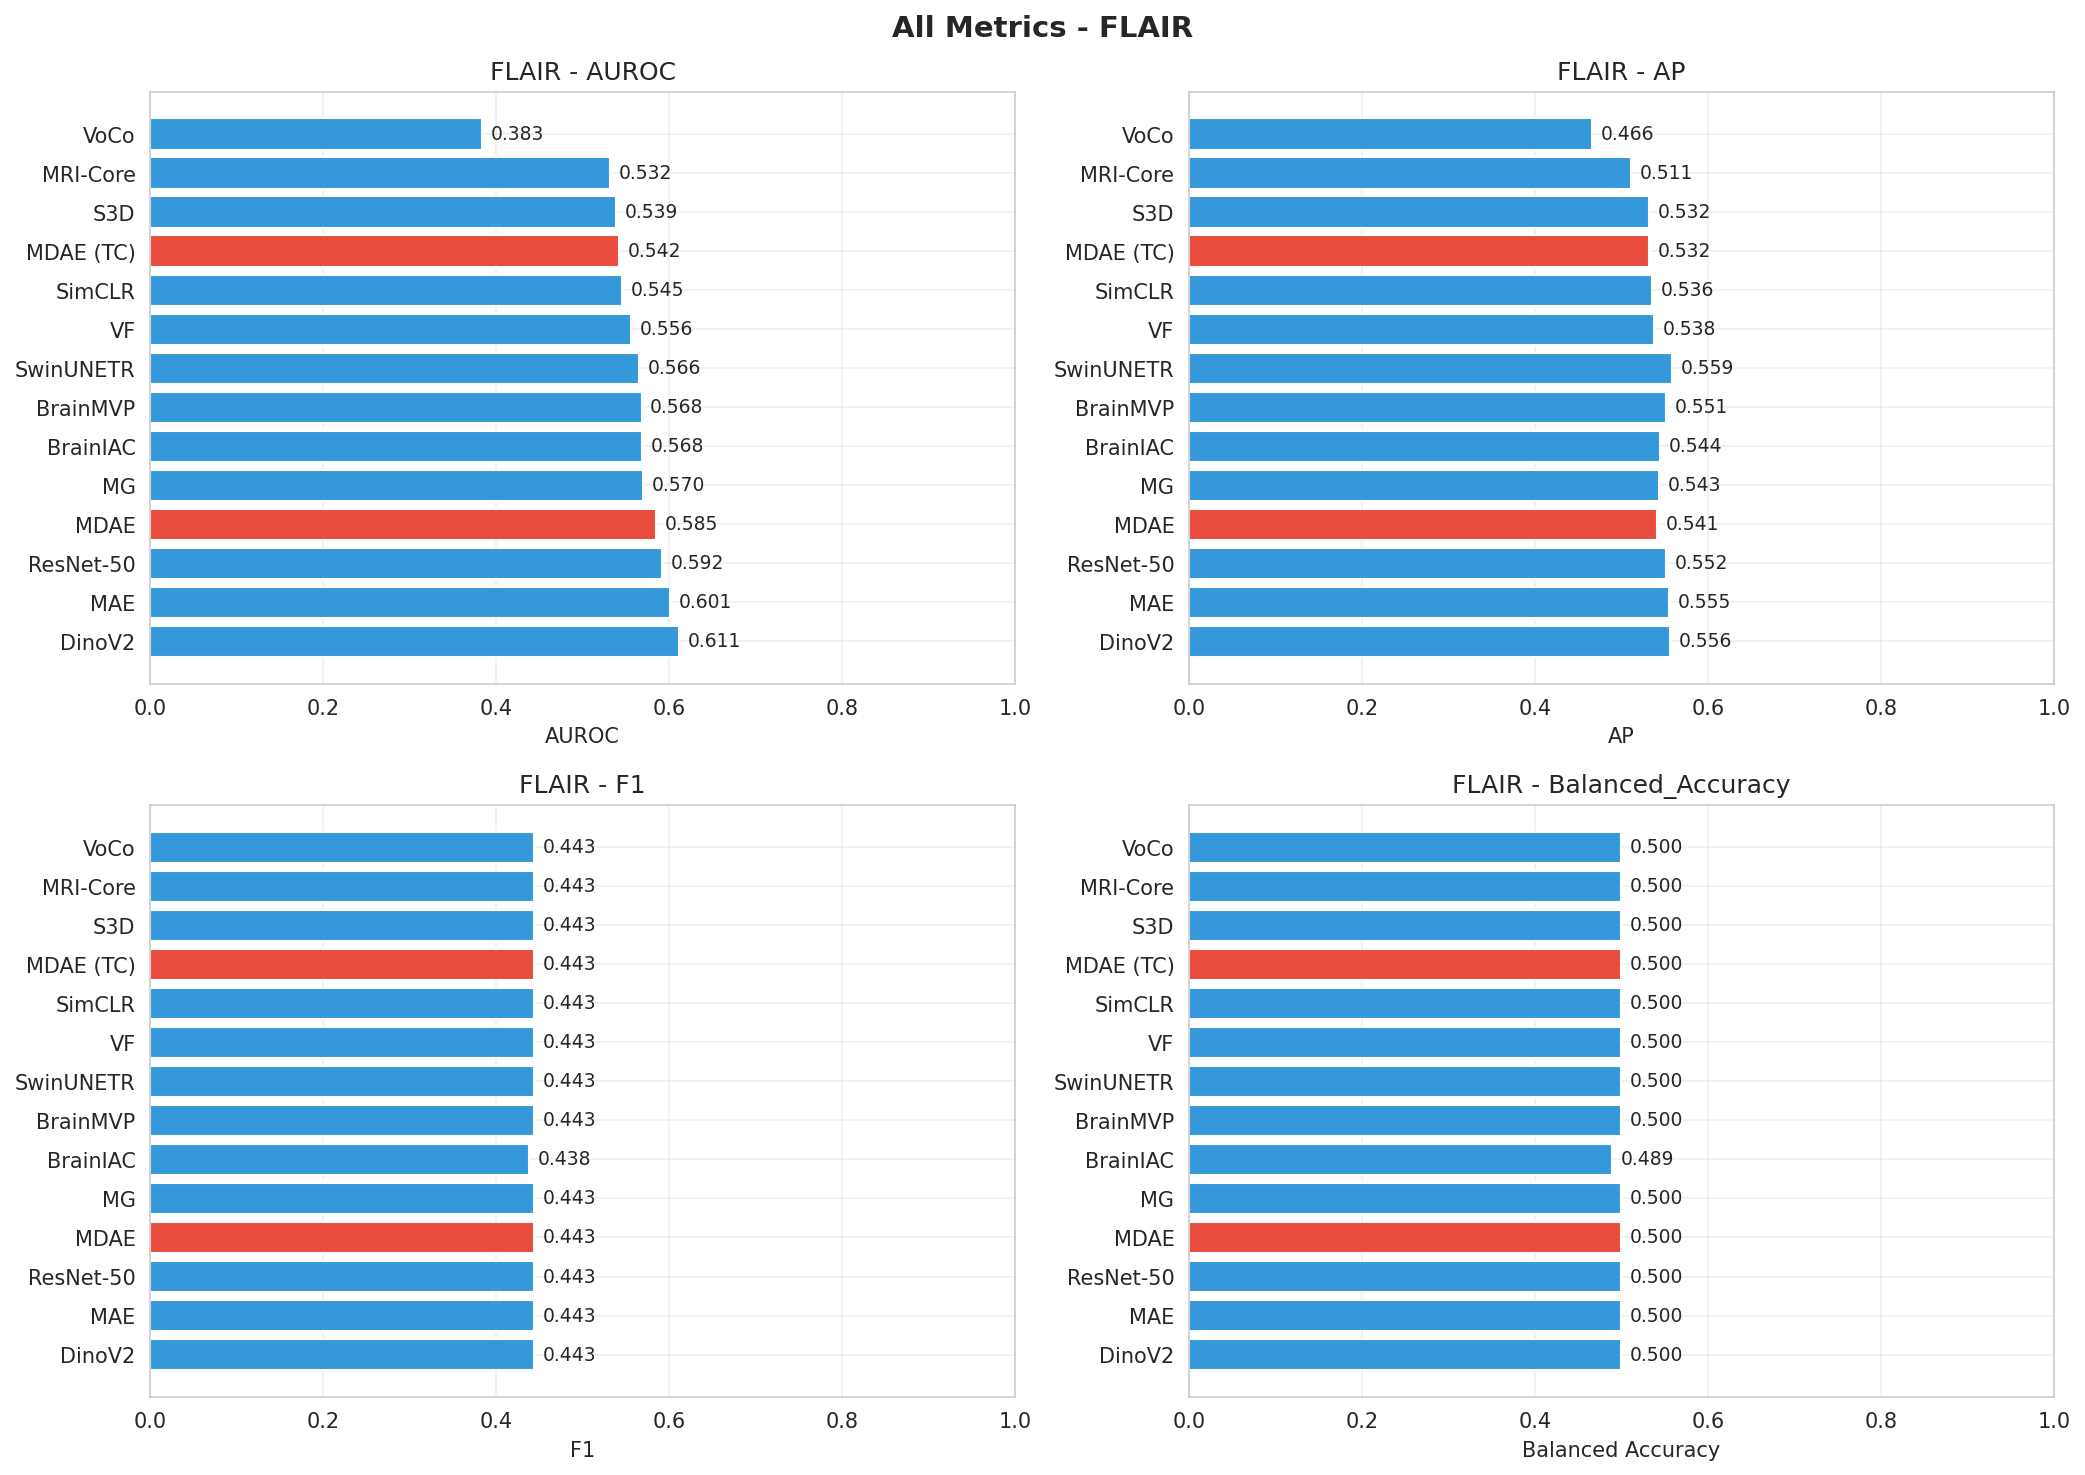 All Metrics - FLAIR
FLAIR - AUROC
VoCo 0.383
MRI-Core 0.532
S3D 0.539
MDAE (TC) 0.542
SimCLR 0.545
VF 0.556
SwinUNETR 0.566
BrainMVP 0.568
BrainIAC 0.568
MG 0.570
MDAE 0.585
ResNet-50 0.592
MAE 0.601
DinoV2 0.611
0.0 0.2 0.4 0.6 0.8 1.0
AUROC
FLAIR - AP
VoCo 0.466
MRI-Core 0.511
S3D 0.532
MDAE (TC) 0.532
SimCLR 0.536
VF 0.538
SwinUNETR 0.559
BrainMVP 0.551
BrainIAC 0.544
MG 0.543
MDAE 0.541
ResNet-50 0.552
MAE 0.555
DinoV2 0.556
0.0 0.2 0.4 0.6 0.8 1.0
AP
FLAIR - F1
VoCo 0.443
MRI-Core 0.443
S3D 0.443
MDAE (TC) 0.443
SimCLR 0.443
VF 0.443
SwinUNETR 0.443
BrainMVP 0.443
BrainIAC 0.438
MG 0.443
MDAE 0.443
ResNet-50 0.443
MAE 0.443
DinoV2 0.443
0.0 0.2 0.4 0.6 0.8 1.0
F1
FLAIR - Balanced_Accuracy
VoCo 0.500
MRI-Core 0.500
S3D 0.500
MDAE (TC) 0.500
SimCLR 0.500
VF 0.500
SwinUNETR 0.500
BrainMVP 0.500
BrainIAC 0.489
MG 0.500
MDAE 0.500
ResNet-50 0.500
MAE 0.500
DinoV2 0.500
0.0 0.2 0.4 0.6 0.8 1.0
Balanced Accuracy